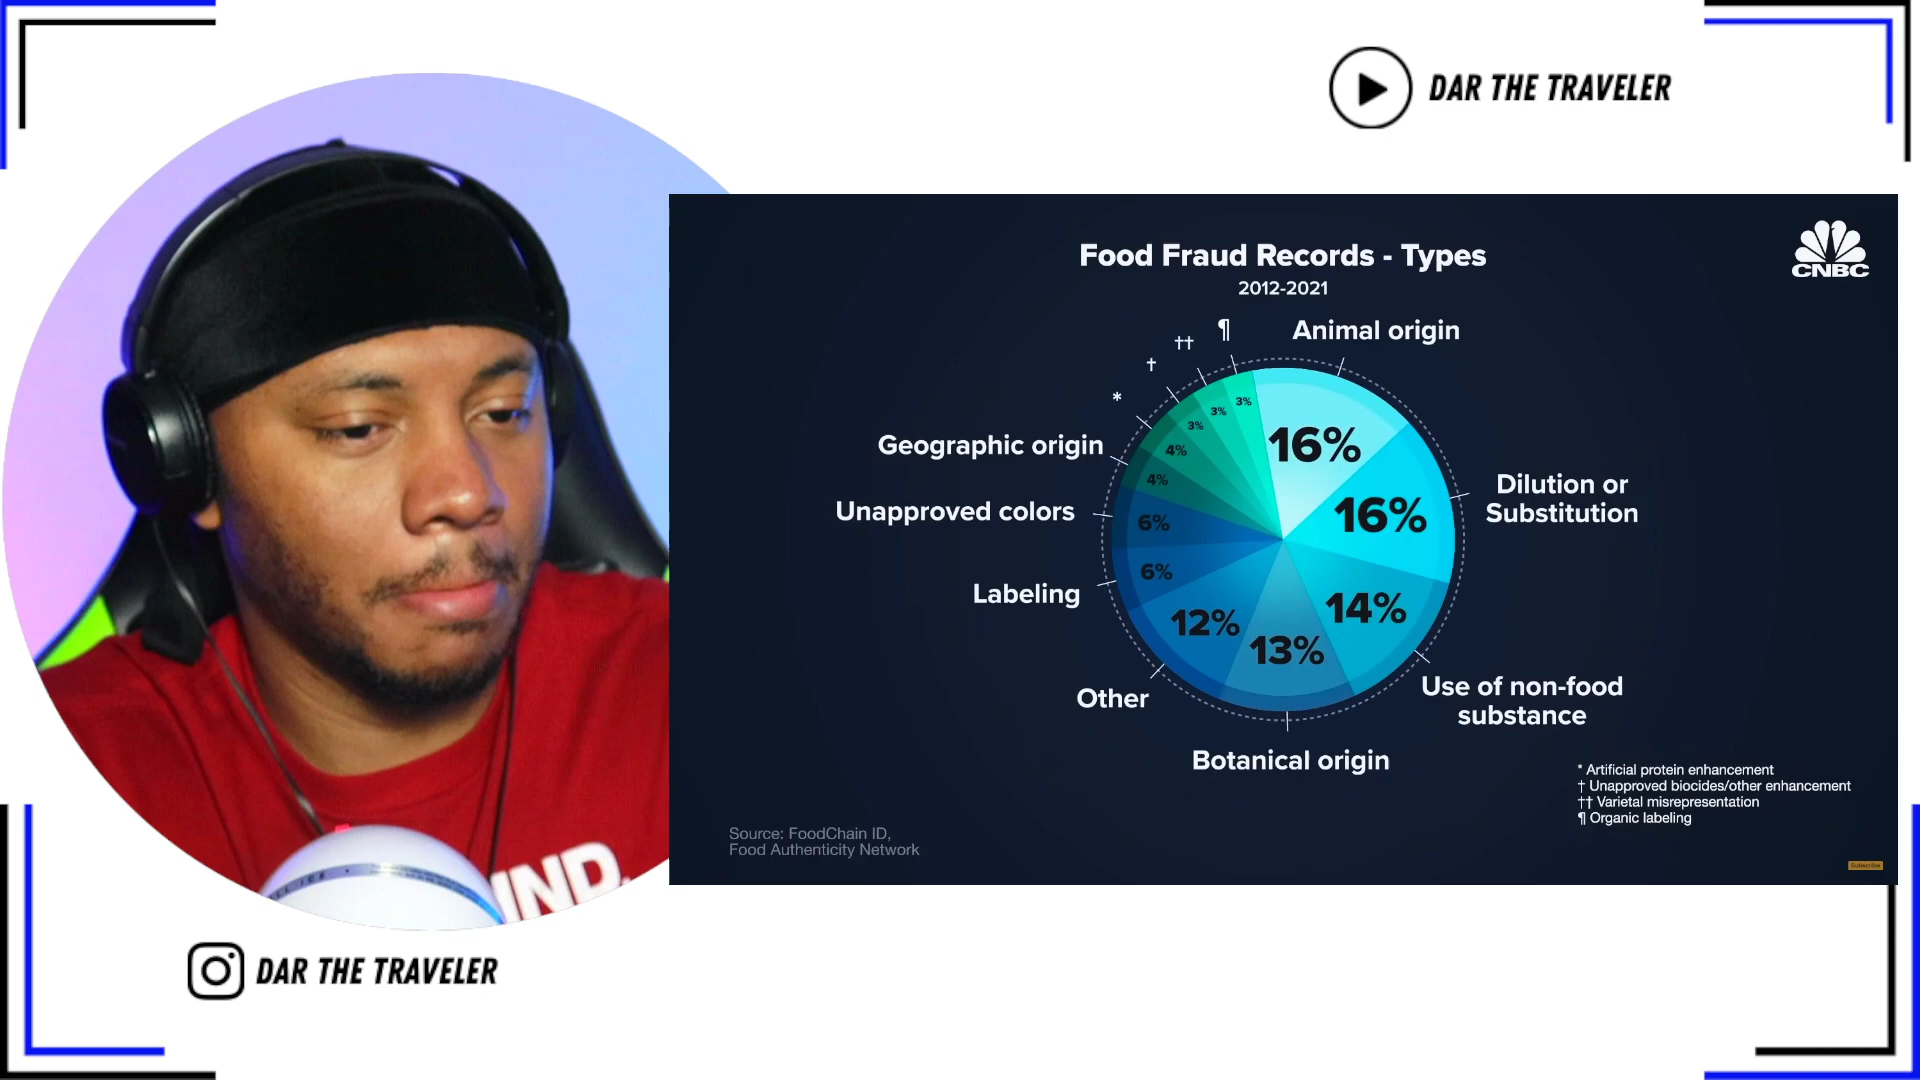 DAR THE TRAVELER
CNBC
Food Fraud Records - Types
2012-2021
¶
Animal origin
††
†
*
3%
3%
3%
4%
4%
16%
Geographic origin
Dilution or
Substitution
16%
Unapproved colors
6%
6%
Labeling
14%
12%
13%
Use of non-food
substance
Other
Botanical origin
* Artificial protein enhancement
† Unapproved biocides/other enhancement
†† Varietal misrepresentation
¶ Organic labeling
Source: FoodChain ID,
Food Authenticity Network
Subscribe
IND.
DAR THE TRAVELER